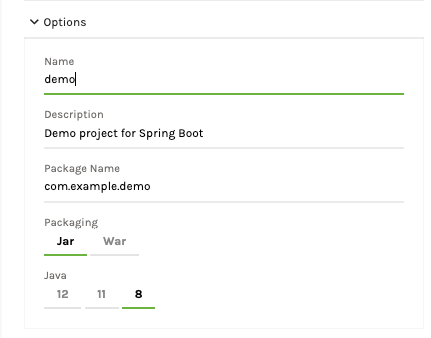 Options
Name
demo
Description
Demo project for Spring Boot
Package Name
com.example.demo
Packaging
Jar War
Java
12 11 8